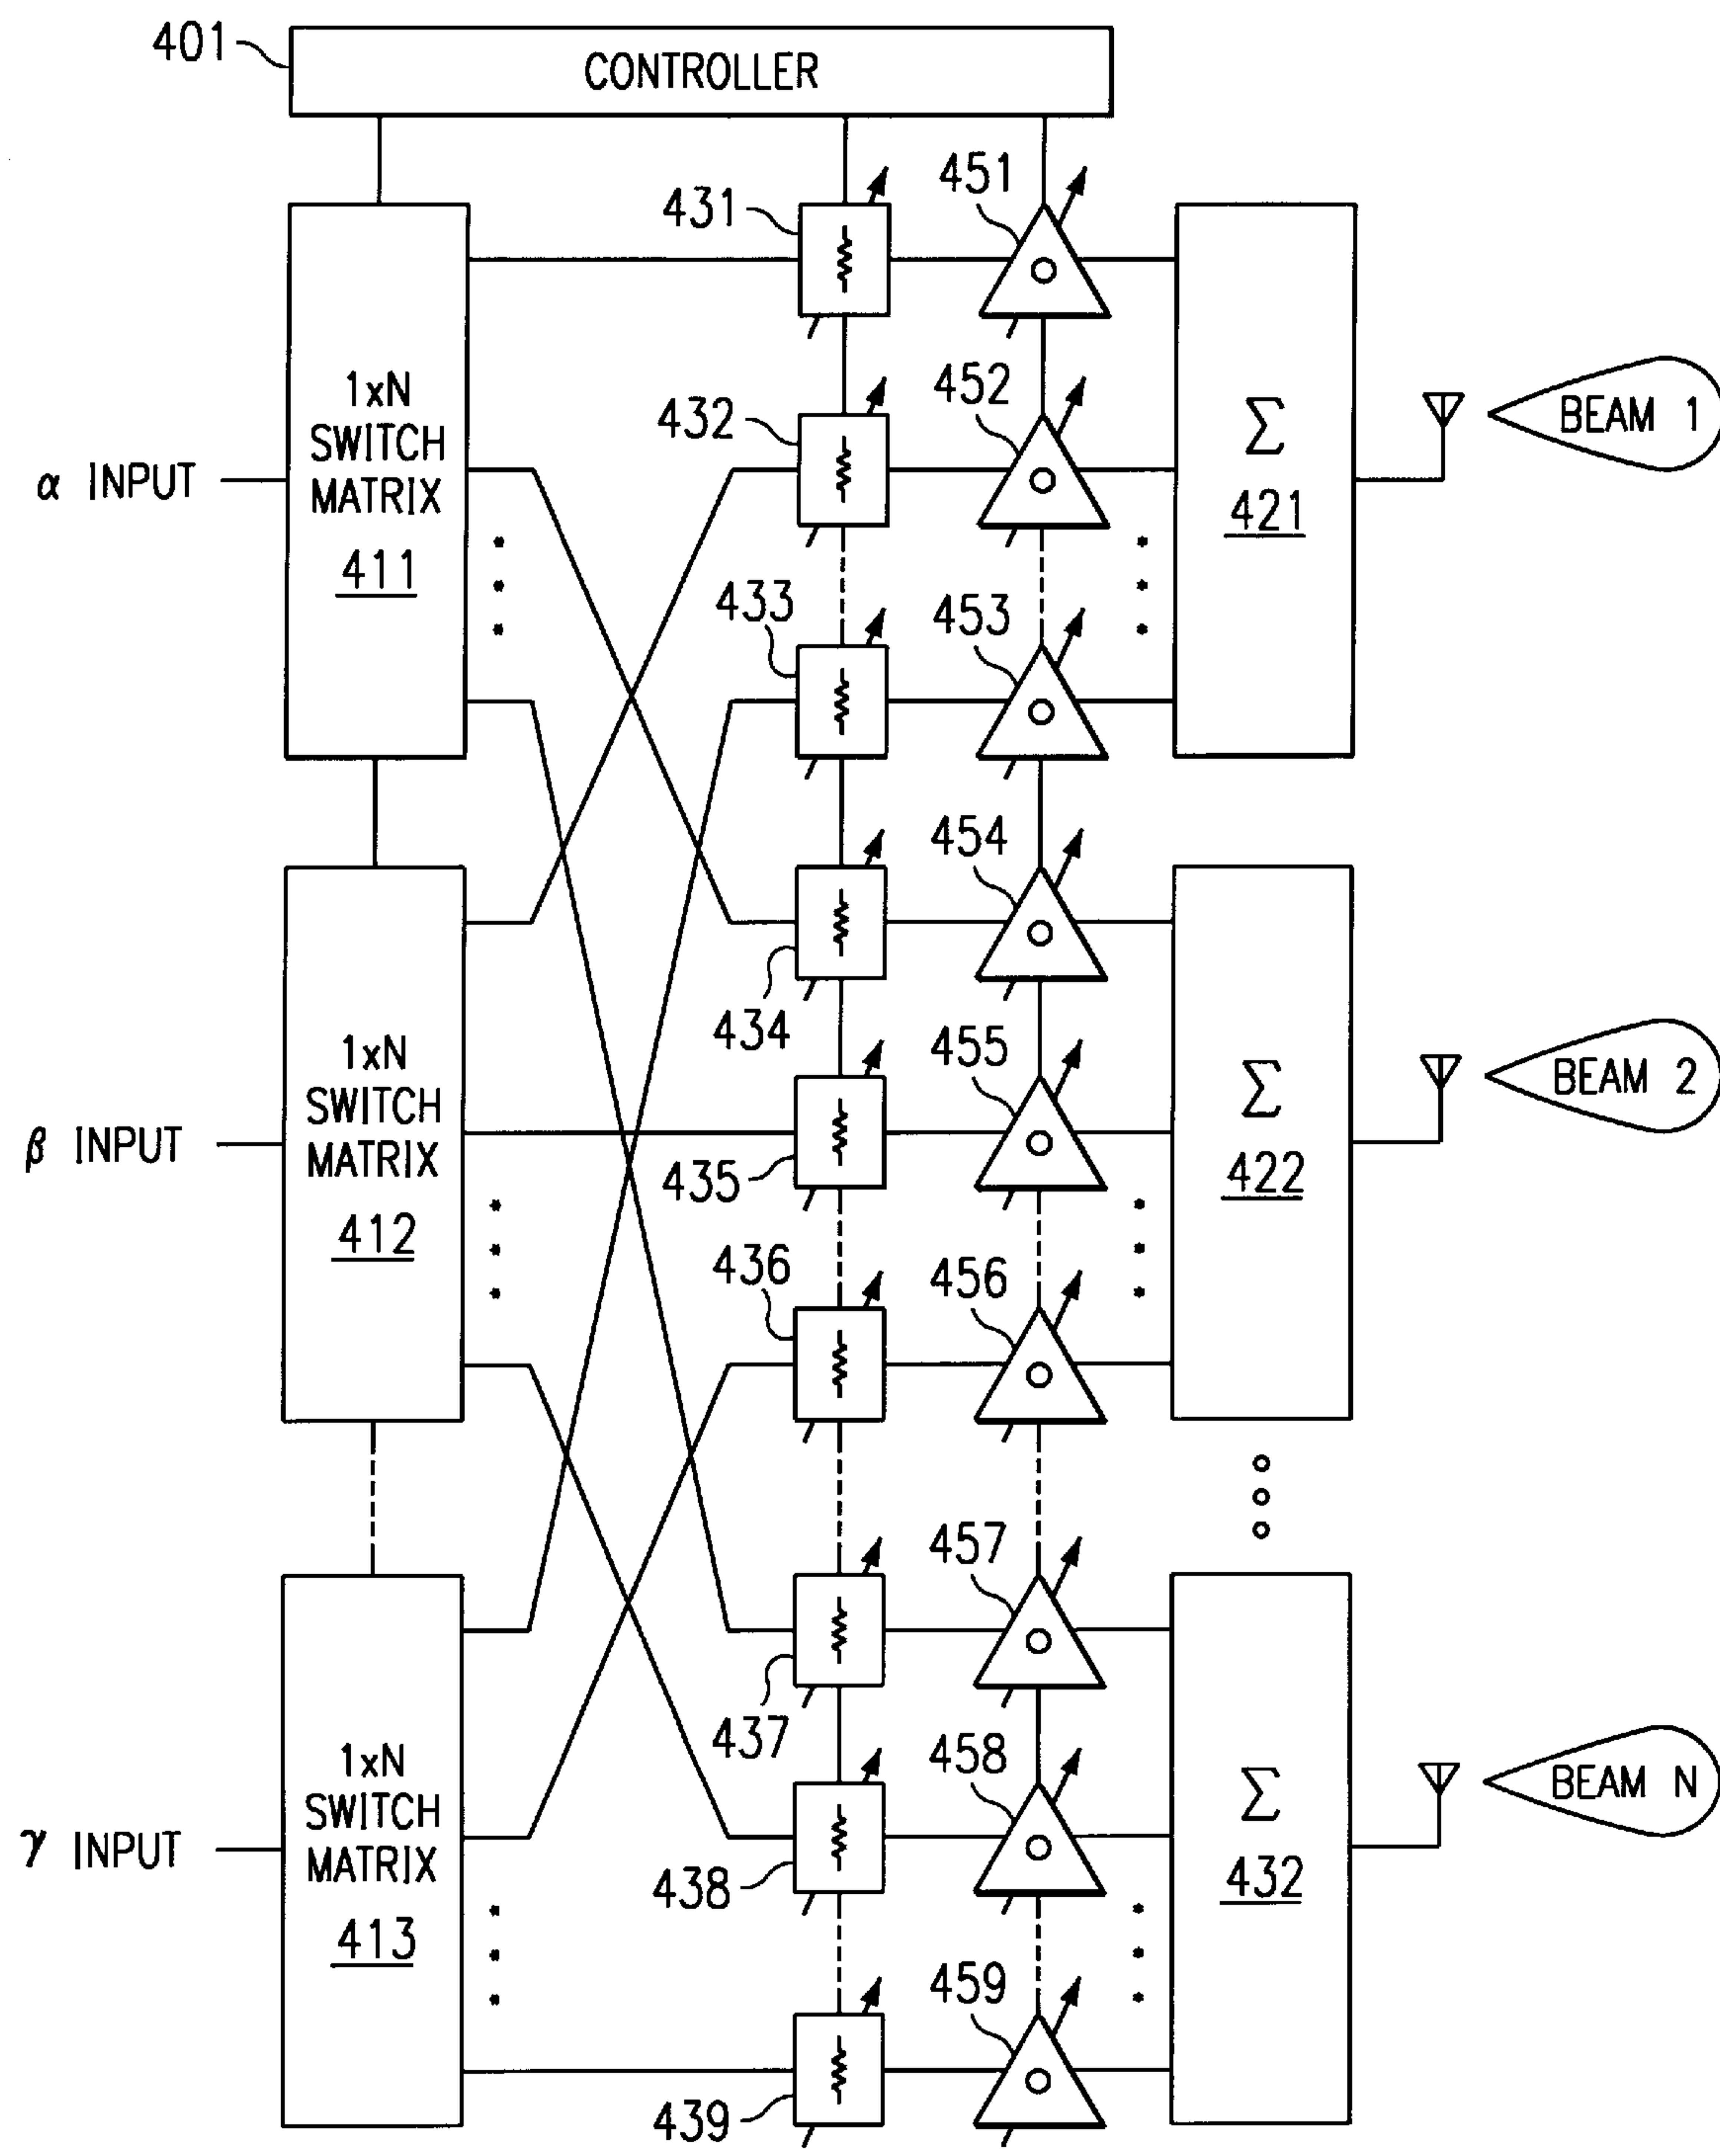 401
CONTROLLER
431
451
1xN
SWITCH
MATRIX
411
α INPUT
432
452
Σ
421
BEAM 1
433
453
434
454
1xN
SWITCH
MATRIX
412
β INPUT
435
455
Σ
422
BEAM 2
436
456
437
457
1xN
SWITCH
MATRIX
413
γ INPUT
438
458
Σ
432
BEAM N
439
459